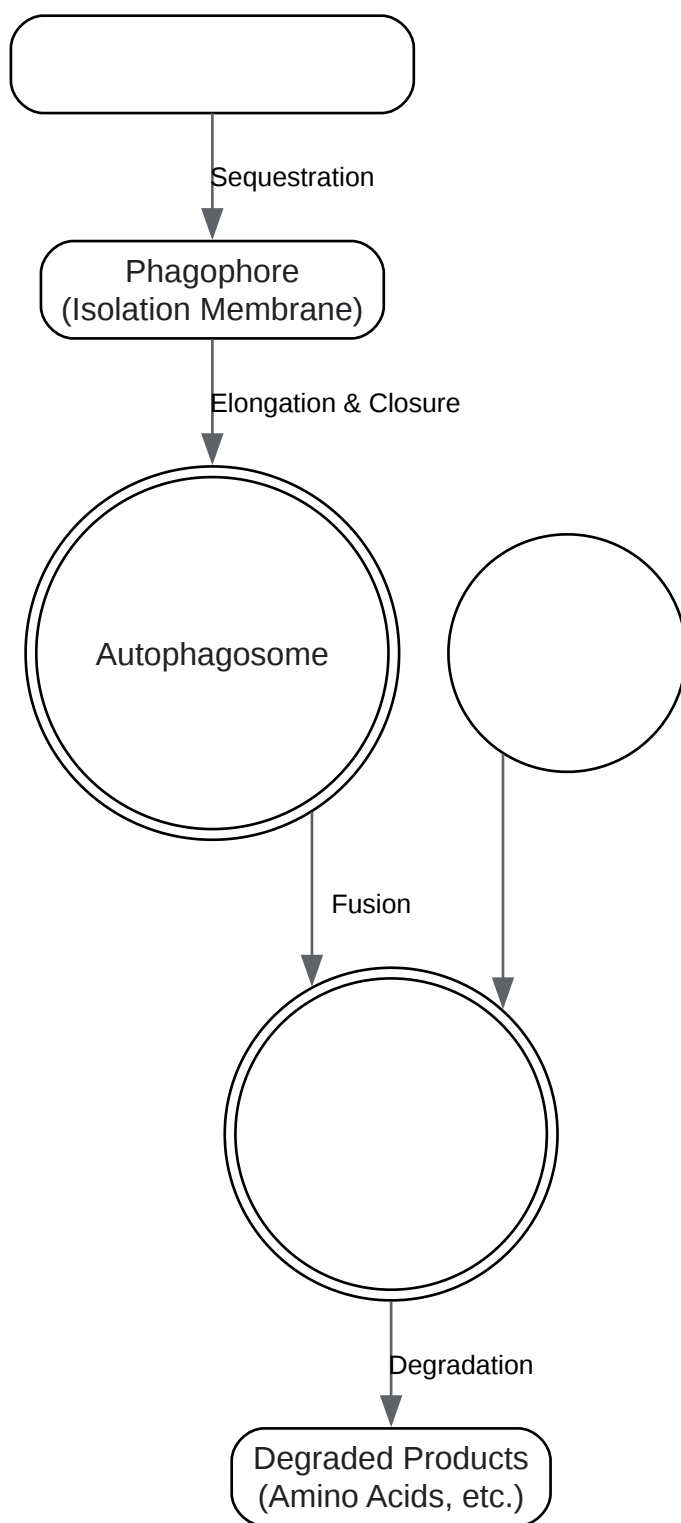 Sequestration
Phagophore
(Isolation Membrane)
Elongation & Closure
Autophagosome
Fusion
Degradation
Degraded Products
(Amino Acids, etc.)